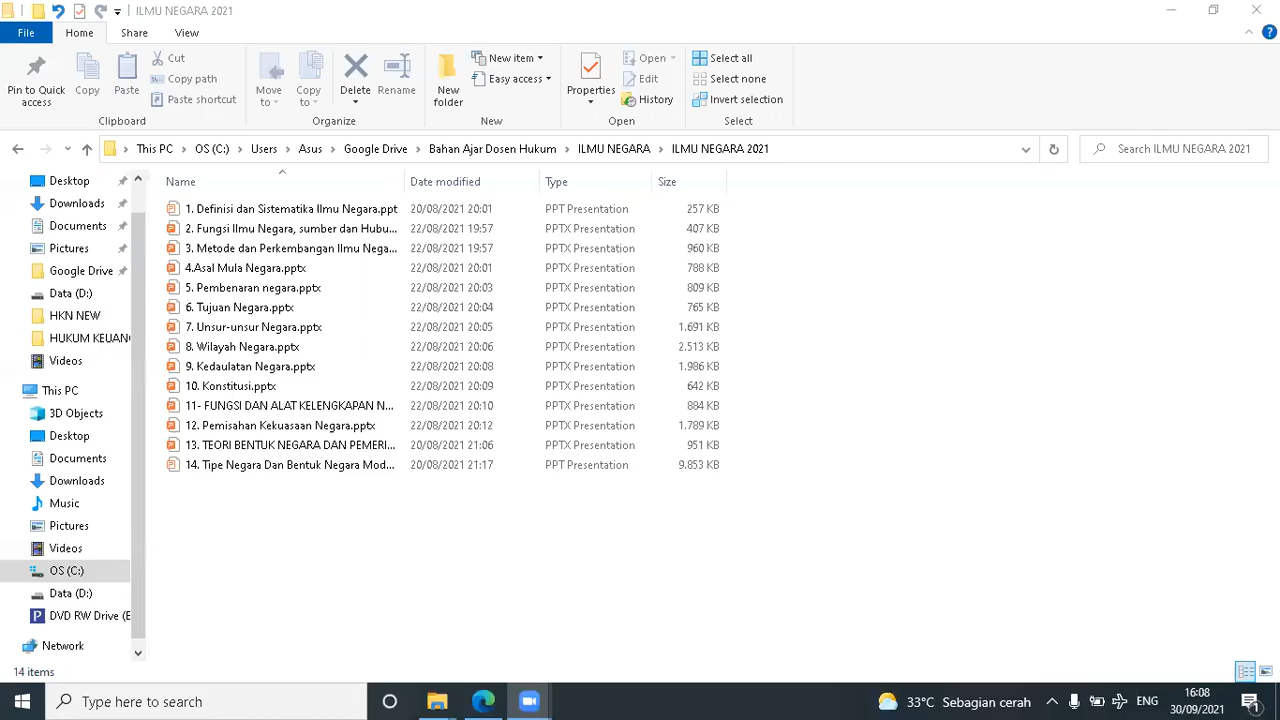 ILMU NEGARA 2021
File Home Share View
Pin to Quick access
Copy
Paste
Cut
Copy path
Paste shortcut
Clipboard
Move to
Copy to
Delete
Rename
Organize
New folder
New item
Easy access
New
Properties
Open
Edit
History
Open
Select all
Select none
Invert selection
Select
This PC > OS (C:) > Users > Asus > Google Drive > Bahan Ajar Dosen Hukum > ILMU NEGARA > ILMU NEGARA 2021
Search ILMU NEGARA 2021
Desktop
Downloads
Documents
Pictures
Google Drive
Data (D:)
HKN NEW
HUKUM KEUAN
Videos
This PC
3D Objects
Desktop
Documents
Downloads
Music
Pictures
Videos
OS (C:)
Data (D:)
DVD RW Drive (E
Network
Name Date modified Type Size
1. Definisi dan Sistematika Ilmu Negara.ppt 20/08/2021 20:01 PPT Presentation 257 KB
2. Fungsi Ilmu Negara, sumber dan Hubu... 22/08/2021 19:57 PPTX Presentation 407 KB
3. Metode dan Perkembangan Ilmu Nega... 22/08/2021 19:57 PPTX Presentation 960 KB
4.Asal Mula Negara.pptx 22/08/2021 20:01 PPTX Presentation 788 KB
5. Pembenaran negara.pptx 22/08/2021 20:03 PPTX Presentation 809 KB
6. Tujuan Negara.pptx 22/08/2021 20:04 PPTX Presentation 765 KB
7. Unsur-unsur Negara.pptx 22/08/2021 20:05 PPTX Presentation 1.691 KB
8. Wilayah Negara.pptx 22/08/2021 20:06 PPTX Presentation 2.513 KB
9. Kedaulatan Negara.pptx 22/08/2021 20:08 PPTX Presentation 1.986 KB
10. Konstitusi.pptx 22/08/2021 20:09 PPTX Presentation 642 KB
11- FUNGSI DAN ALAT KELENGKAPAN N... 22/08/2021 20:10 PPTX Presentation 884 KB
12. Pemisahan Kekuasaan Negara.pptx 22/08/2021 20:12 PPTX Presentation 1.789 KB
13. TEORI BENTUK NEGARA DAN PEMERI... 20/08/2021 21:06 PPTX Presentation 951 KB
14. Tipe Negara Dan Bentuk Negara Mod... 20/08/2021 21:17 PPT Presentation 9.853 KB
14 items
Type here to search
33°C Sebagian cerah
ENG
16:08
30/09/2021
1